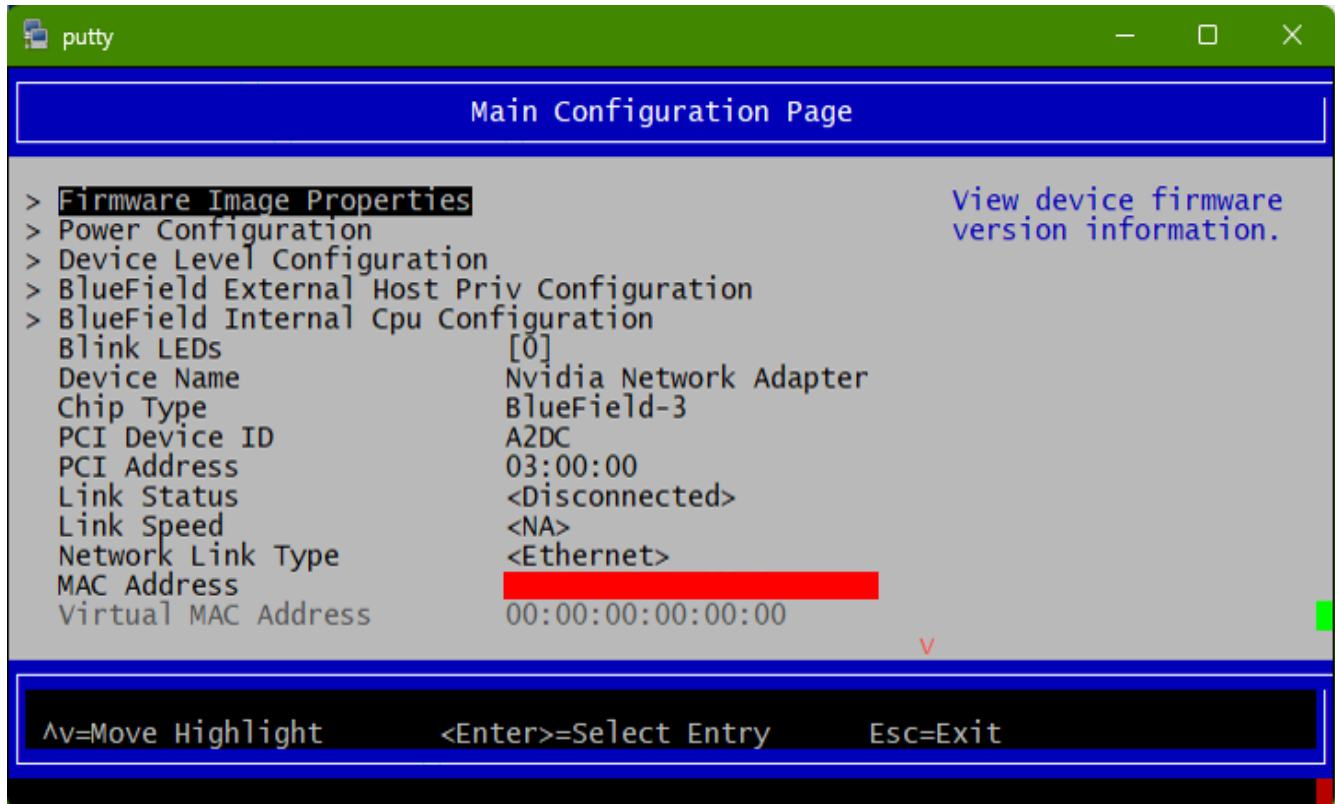 putty
Main Configuration Page
> Firmware Image Properties View device firmware
> Power Configuration version information.
> Device Level Configuration
> BlueField External Host Priv Configuration
> BlueField Internal Cpu Configuration
Blink LEDs [0]
Device Name Nvidia Network Adapter
Chip Type BlueField-3
PCI Device ID A2DC
PCI Address 03:00:00
Link Status <Disconnected>
Link Speed <NA>
Network Link Type <Ethernet>
MAC Address
Virtual MAC Address 00:00:00:00:00:00
v
^v=Move Highlight <Enter>=Select Entry Esc=Exit